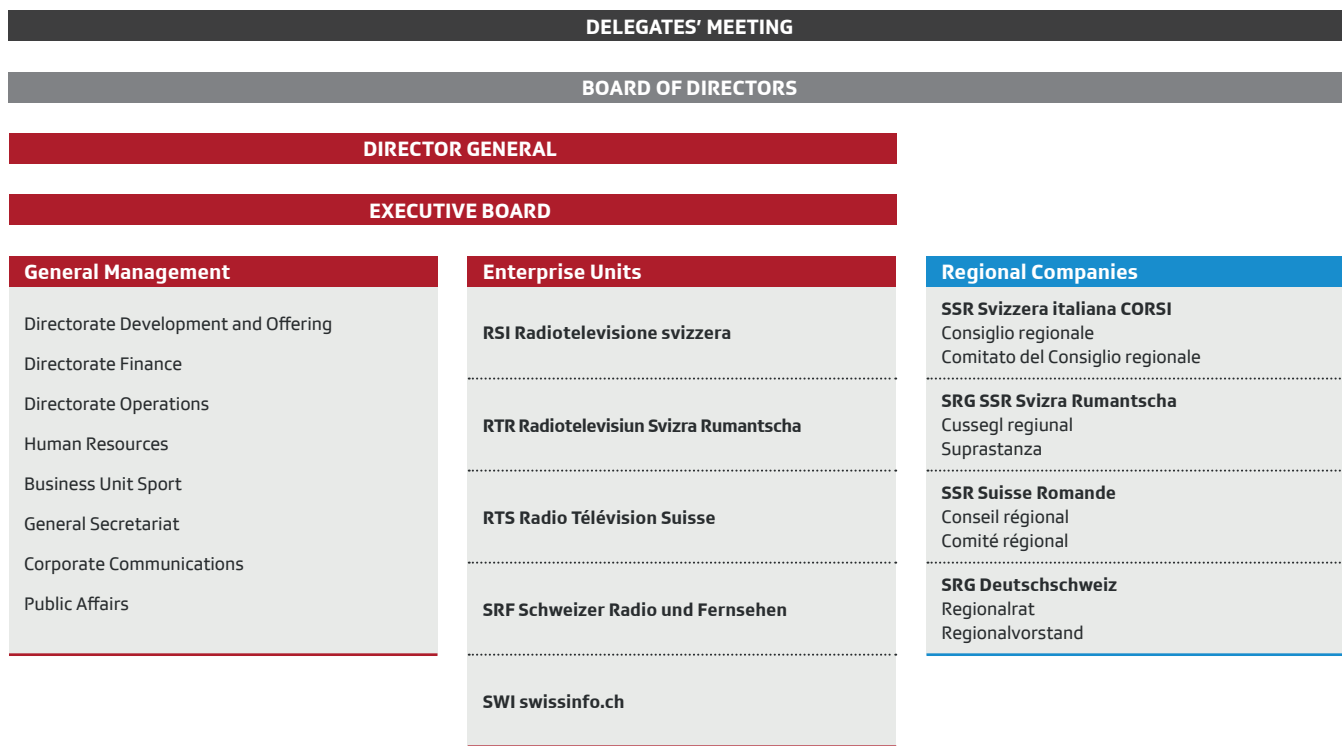 DELEGATES' MEETING
BOARD OF DIRECTORS
DIRECTOR GENERAL
EXECUTIVE BOARD
General Management
Directorate Development and Offering
Directorate Finance
Directorate Operations
Human Resources
Business Unit Sport
General Secretariat
Corporate Communications
Public Affairs
Enterprise Units
RSI Radiotelevisione svizzera
RTR Radiotelevisiun Svizra Rumantscha
RTS Radio Télévision Suisse
SRF Schweizer Radio und Fernsehen
SWI swissinfo.ch
Regional Companies
SSR Svizzera italiana CORSI
Consiglio regionale
Comitato del Consiglio regionale
SRG SSR Svizra Rumantscha
Cussegl regiunal
Suprastanza
SSR Suisse Romande
Conseil régional
Comité régional
SRG Deutschschweiz
Regionalrat
Regionalvorstand